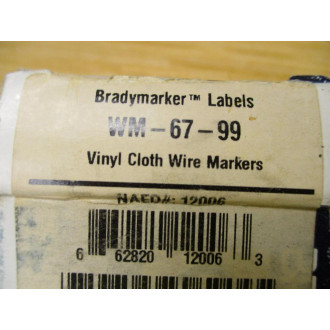 Bradymarker™ Labels
WM-67-99
Vinyl Cloth Wire Markers
NAED#: 12006
6 62820 12006 3